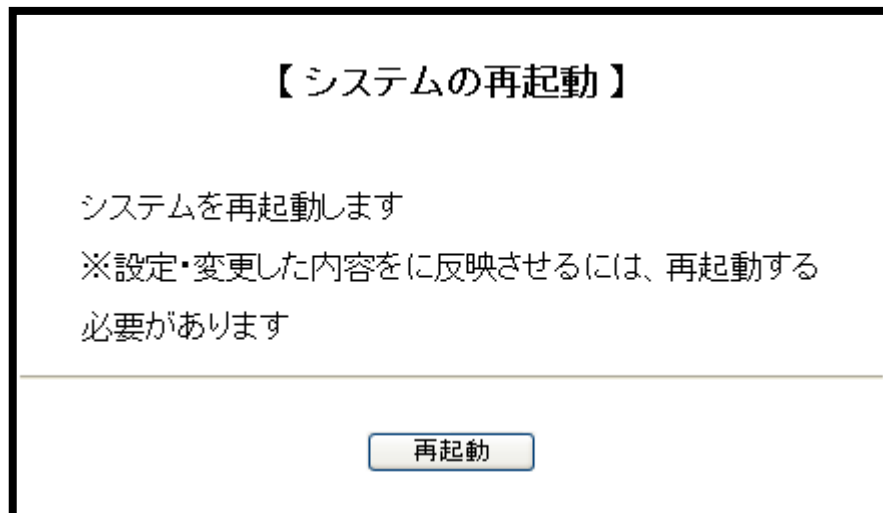 【システムの再起動】
システムを再起動します
※設定・変更した内容をに反映させるには、再起動する
必要があります
再起動